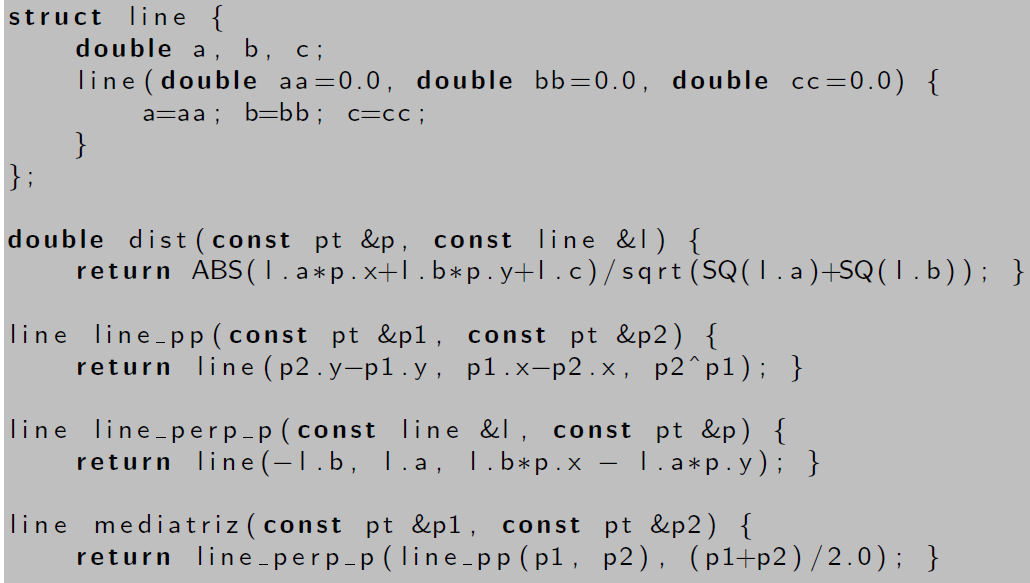 struct line {
    double a, b, c;
    line(double aa=0.0, double bb=0.0, double cc=0.0) {
        a=aa; b=bb; c=cc;
    }
};

double dist(const pt &p, const line &l) {
    return ABS(l.a*p.x+l.b*p.y+l.c)/sqrt(SQ(l.a)+SQ(l.b)); }

line line_pp(const pt &p1, const pt &p2) {
    return line(p2.y-p1.y, p1.x-p2.x, p2^p1); }

line line_perp_p(const line &l, const pt &p) {
    return line(-l.b, l.a, l.b*p.x - l.a*p.y); }

line mediatriz(const pt &p1, const pt &p2) {
    return line_perp_p(line_pp(p1, p2), (p1+p2)/2.0); }